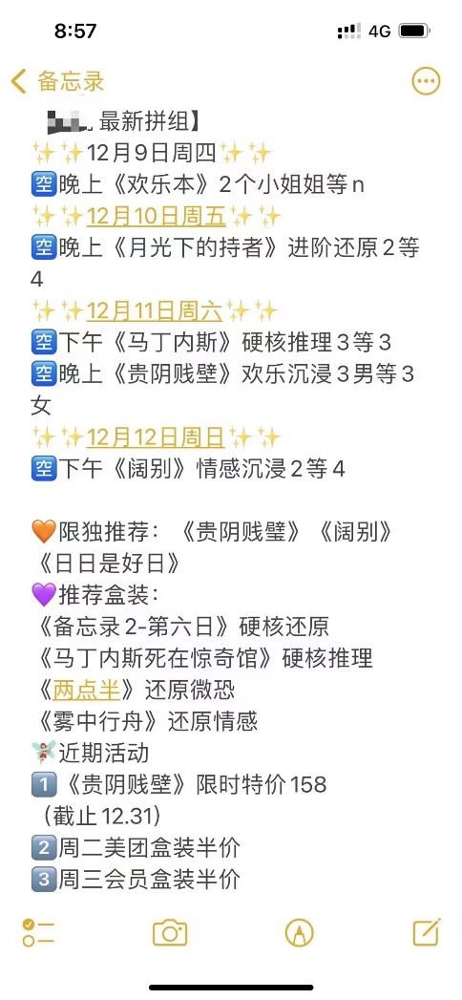 8:57
4G
备忘录
最新拼组】
✨✨12月9日周四✨✨
🈳晚上《欢乐本》2个小姐姐等n
✨✨12月10日周五✨✨
🈳晚上《月光下的持者》进阶还原2等
4
✨✨12月11日周六✨✨
🈳下午《马丁内斯》硬核推理3等3
🈳晚上《贵阴贱壁》欢乐沉浸3男等3
女
✨✨12月12日周日✨✨
🈳下午《阔别》情感沉浸2等4
🧡限独推荐：《贵阴贱璧》《阔别》
《日日是好日》
💜推荐盒装：
《备忘录2-第六日》硬核还原
《马丁内斯死在惊奇馆》硬核推理
《两点半》还原微恐
《雾中行舟》还原情感
🧚近期活动
1️⃣《贵阴贱壁》限时特价158
（截止12.31）
2️⃣周二美团盒装半价
3️⃣周三会员盒装半价